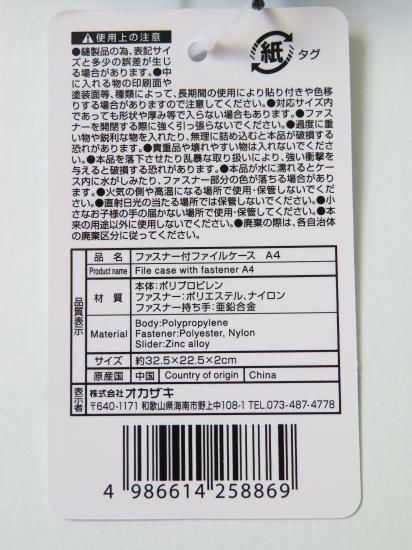 ⚠使用上の注意
紙 タグ
●縫製品の為、表記サイ
ズと多少の誤差が生じ
る場合があります。●中
に入れる物の印刷面や
塗装面等、種類によって、長期間の使用により貼り付きや色移
りする場合がありますので注意してください。●対応サイズ内
であっても形状や厚み等で入らない場合もあります。●ファス
ナーを開閉する際に強く引っ張らないでください。●過度に重
い物や鋭利な物を入れたり、無理に詰め込むと本品が破損する
恐れがあります。●貴重品や壊れやすい物は入れないでくださ
い。●本品を落下させたり乱暴な取り扱いにより、強い衝撃を
与えると破損する恐れがあります。●本品が水に濡れるとケー
ス内に水がしみたり、ファスナー部分の色が落ちる場合があり
ます。●火気の側や高温になる場所で使用・保管しないでくだ
さい。●直射日光の当たる場所では保管しないでください。●
小さなお子様の手の届かない場所で使用・保管してください。●本
来の用途以外に使用しないでください。●廃棄の際は、各自治体
の廃棄区分に従ってください。
品質表示
品 名 ファスナー付ファイルケース A4
Product name File case with fastener A4
材 質 本体:ポリプロピレン
ファスナー:ポリエステル、ナイロン
ファスナー持ち手:亜鉛合金
Material Body:Polypropylene
Fastener:Polyester, Nylon
Slider:Zinc alloy
サイズ 約32.5×22.5×2cm
原産国 中国 Country of origin China
表示者 株式会社オカザキ
〒640-1171 和歌山県海南市野上中108-1 TEL.073-487-4778
4 986614 258869